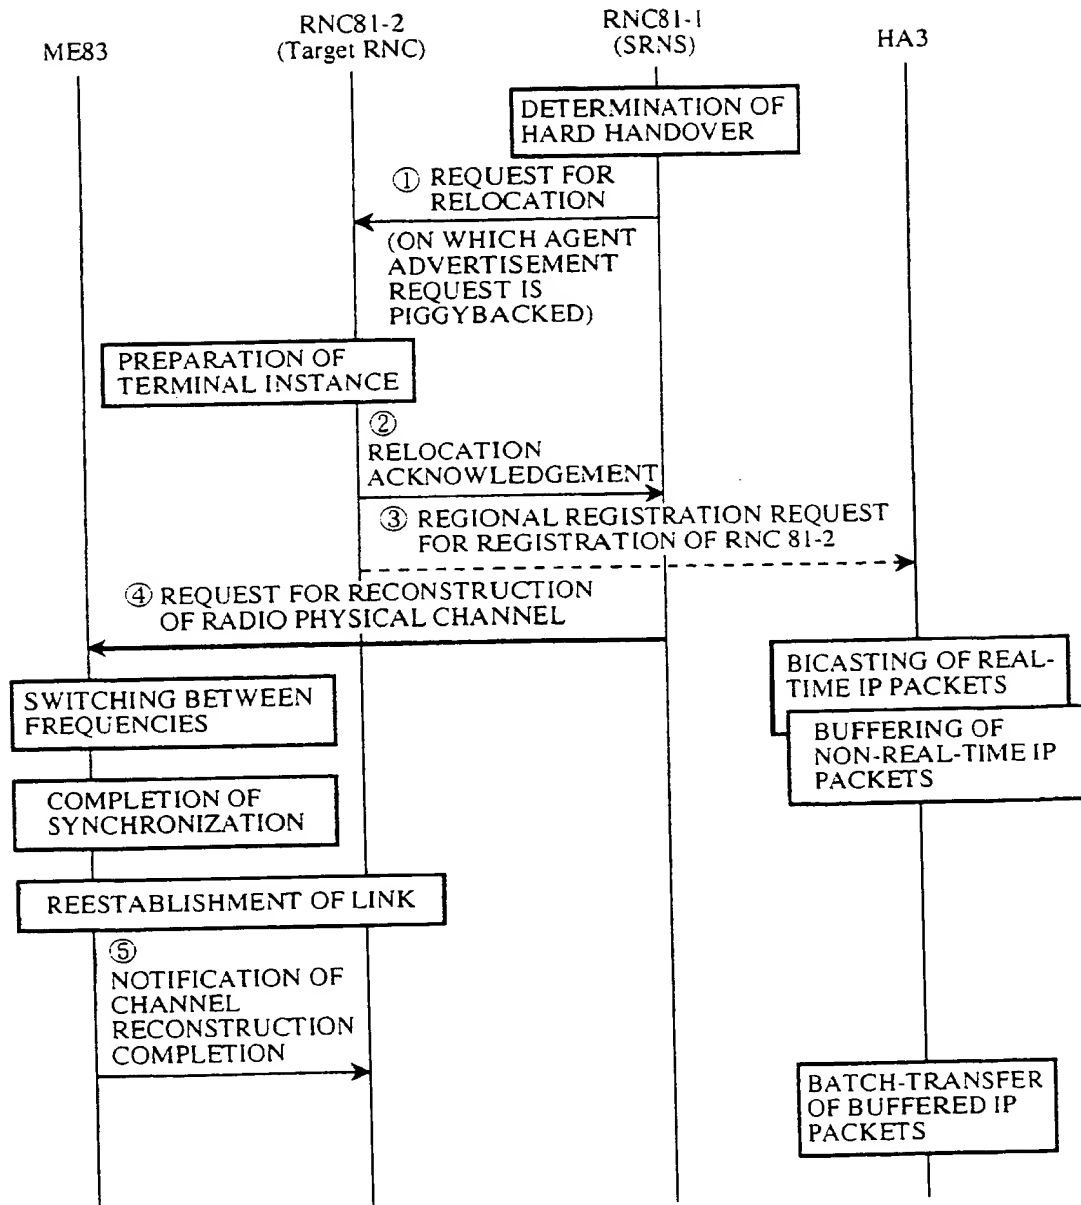 ME83
RNC81-2
(Target RNC)
RNC81-1
(SRNS)
HA3
DETERMINATION OF
HARD HANDOVER
① REQUEST FOR
RELOCATION
(ON WHICH AGENT
ADVERTISEMENT
REQUEST IS
PIGGYBACKED)
PREPARATION OF
TERMINAL INSTANCE
②
RELOCATION
ACKNOWLEDGEMENT
③ REGIONAL REGISTRATION REQUEST
FOR REGISTRATION OF RNC 81-2
④ REQUEST FOR RECONSTRUCTION
OF RADIO PHYSICAL CHANNEL
BICASTING OF REAL-
TIME IP PACKETS
SWITCHING BETWEEN
FREQUENCIES
BUFFERING OF
NON-REAL-TIME IP
PACKETS
COMPLETION OF
SYNCHRONIZATION
REESTABLISHMENT OF LINK
⑤
NOTIFICATION OF
CHANNEL
RECONSTRUCTION
COMPLETION
BATCH-TRANSFER
OF BUFFERED IP
PACKETS